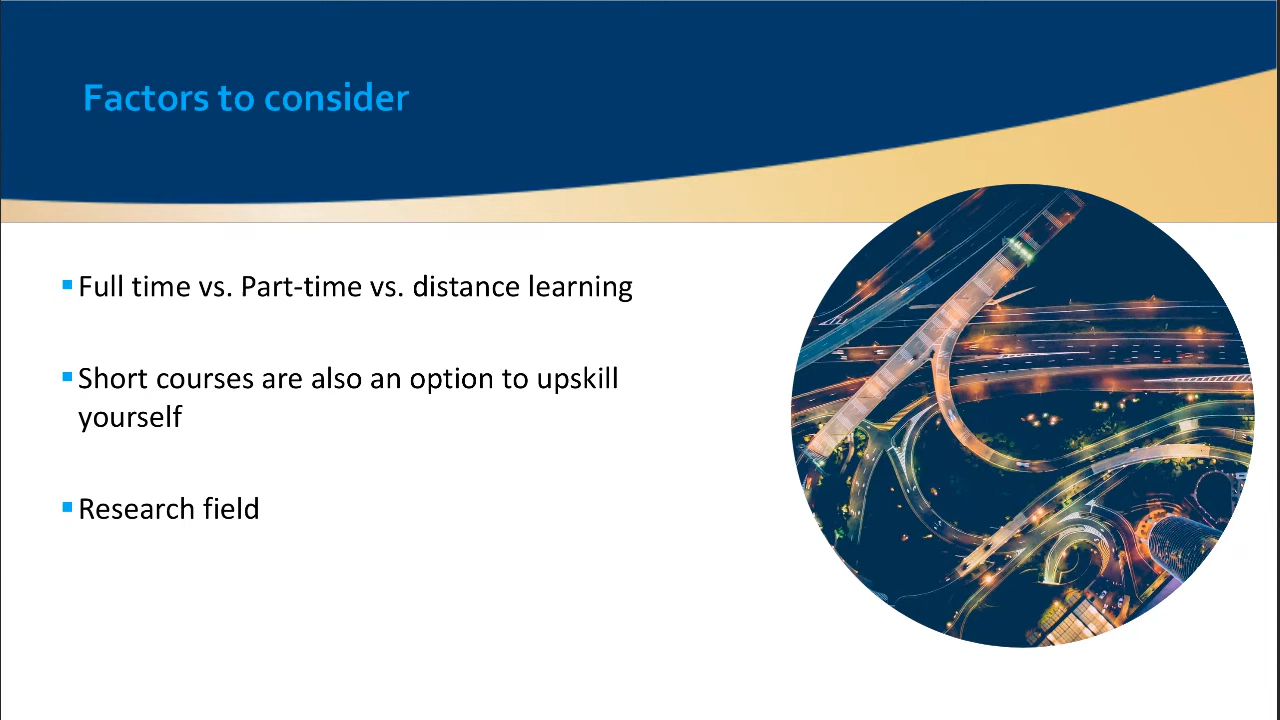 Factors to consider
Full time vs. Part-time vs. distance learning
Short courses are also an option to upskill
yourself
Research field